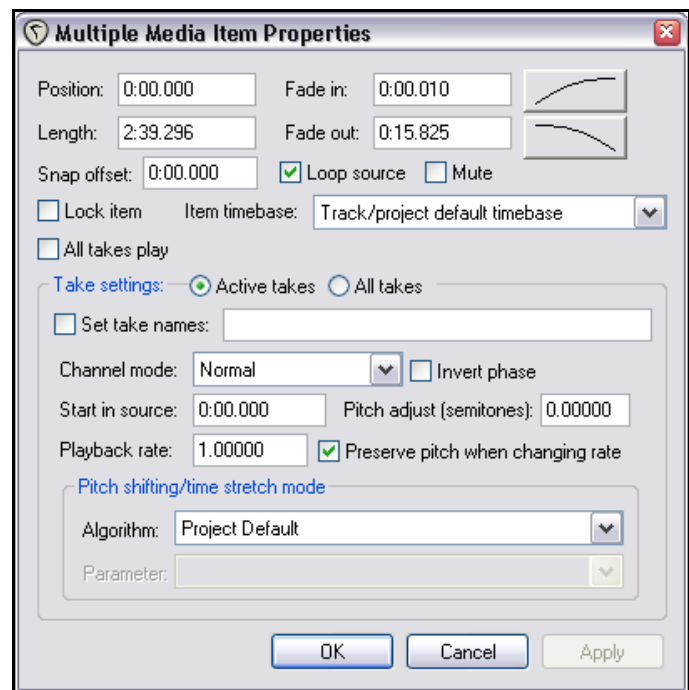 Multiple Media Item Properties
Position: 0:00.000 Fade in: 0:00.010
Length: 2:39.296 Fade out: 0:15.825
Snap offset: 0:00.000 Loop source Mute
Lock item Item timebase: Track/project default timebase
All takes play
Take settings: Active takes All takes
Set take names:
Channel mode: Normal Invert phase
Start in source: 0:00.000 Pitch adjust (semitones): 0.00000
Playback rate: 1.00000 Preserve pitch when changing rate
Pitch shifting/time stretch mode
Algorithm: Project Default
Parameter:
OK Cancel Apply